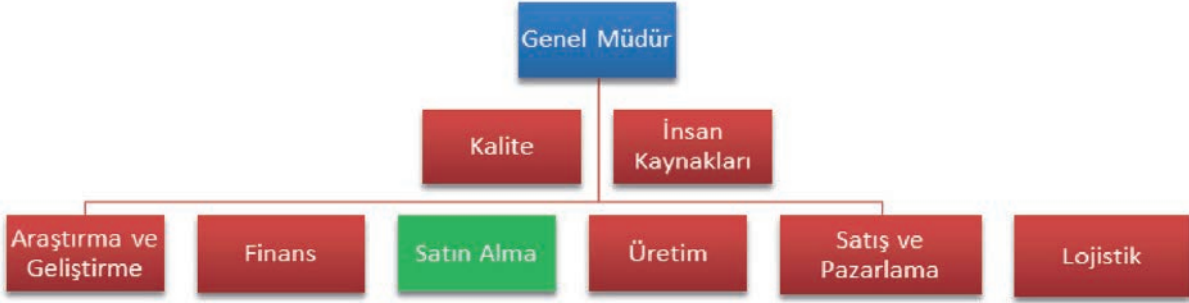 Genel Müdür
Kalite
İnsan
Kaynakları
Araştırma ve
Geliştirme
Finans
Satın Alma
Üretim
Satış ve
Pazarlama
Lojistik